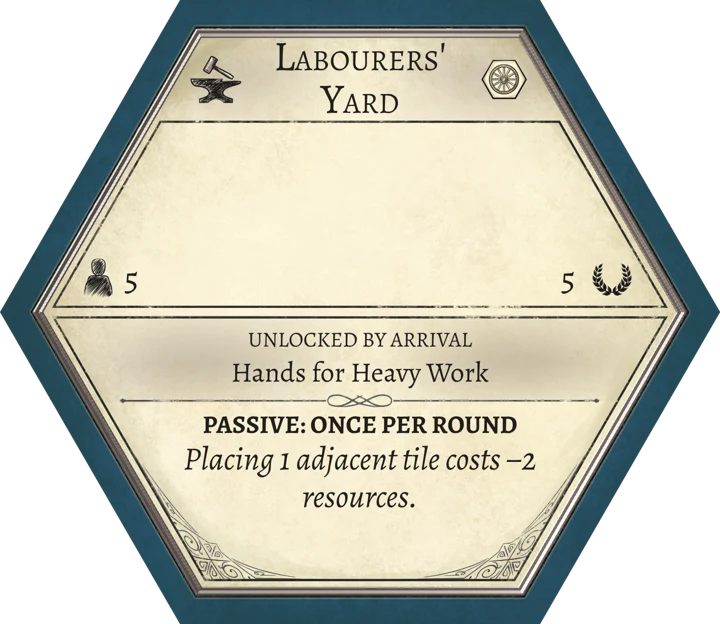 LABOURERS'
YARD
5
5
UNLOCKED BY ARRIVAL
Hands for Heavy Work
PASSIVE: ONCE PER ROUND
Placing 1 adjacent tile costs –2
resources.